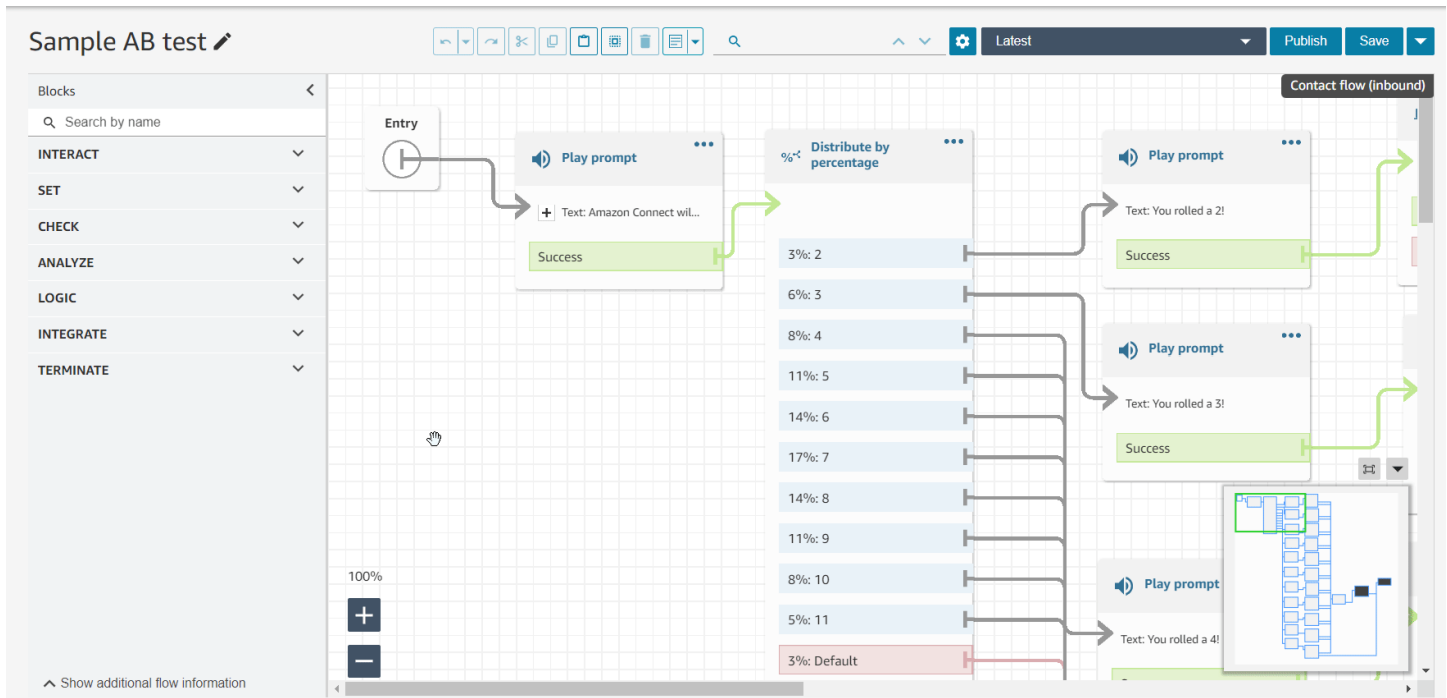 Sample AB test
Latest
Publish
Save
Contact flow (inbound)
Blocks
Search by name
INTERACT
SET
CHECK
ANALYZE
LOGIC
INTEGRATE
TERMINATE
Show additional flow information
100%
Entry
Play prompt
Text: Amazon Connect wil...
Success
Distribute by
percentage
3%: 2
6%: 3
8%: 4
11%: 5
14%: 6
17%: 7
14%: 8
11%: 9
8%: 10
5%: 11
3%: Default
Play prompt
Text: You rolled a 2!
Success
Play prompt
Text: You rolled a 3!
Success
Play prompt
Text: You rolled a 4!